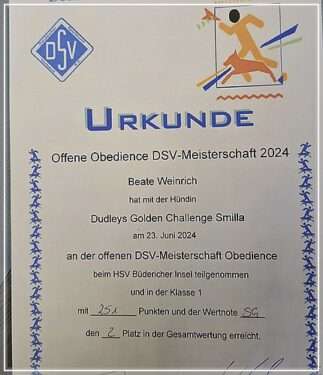 DSV
URKUNDE
Offene Obedience DSV-Meisterschaft 2024
Beate Weinrich
hat mit der Hündin
Dudleys Golden Challenge Smilla
am 23. Juni 2024
an der offenen DSV-Meisterschaft Obedience
beim HSV Büdericher Insel teilgenommen
und in der Klasse 1
mit 251 Punkten und der Wertnote SG
den 2 Platz in der Gesamtwertung erreicht.